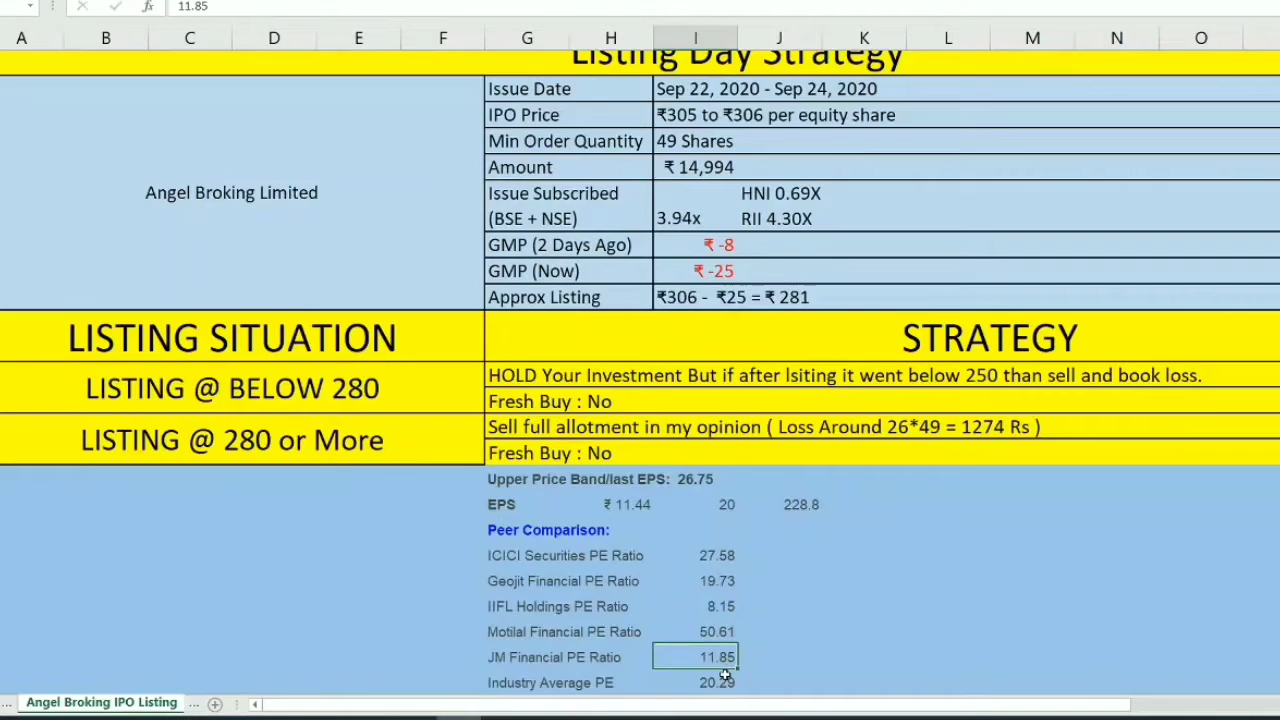 11.85
A B C D E F G H I J K L M N O
Listing Day Strategy
Angel Broking Limited
Issue Date Sep 22, 2020 - Sep 24, 2020
IPO Price ₹305 to ₹306 per equity share
Min Order Quantity 49 Shares
Amount ₹ 14,994
Issue Subscribed HNI 0.69X
(BSE + NSE) 3.94x RII 4.30X
GMP (2 Days Ago) ₹ -8
GMP (Now) ₹ -25
Approx Listing ₹306 - ₹25 = ₹ 281
LISTING SITUATION STRATEGY
LISTING @ BELOW 280
HOLD Your Investment But if after lsiting it went below 250 than sell and book loss.
Fresh Buy : No
LISTING @ 280 or More
Sell full allotment in my opinion ( Loss Around 26*49 = 1274 Rs )
Fresh Buy : No
Upper Price Band/last EPS: 26.75
EPS ₹ 11.44 20 228.8
Peer Comparison:
ICICI Securities PE Ratio 27.58
Geojit Financial PE Ratio 19.73
IIFL Holdings PE Ratio 8.15
Motilal Financial PE Ratio 50.61
JM Financial PE Ratio 11.85
Industry Average PE 20.29
... Angel Broking IPO Listing ...